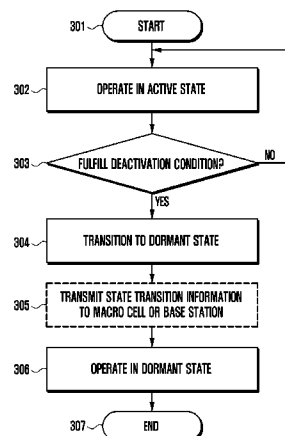 301
START
302
OPERATE IN ACTIVE STATE
303
FULFILL DEACTIVATION CONDITION?
NO
YES
304
TRANSITION TO DORMANT STATE
305
TRANSMIT STATE TRANSITION INFORMATION
TO MACRO CELL OR BASE STATION
306
OPERATE IN DORMANT STATE
307
END